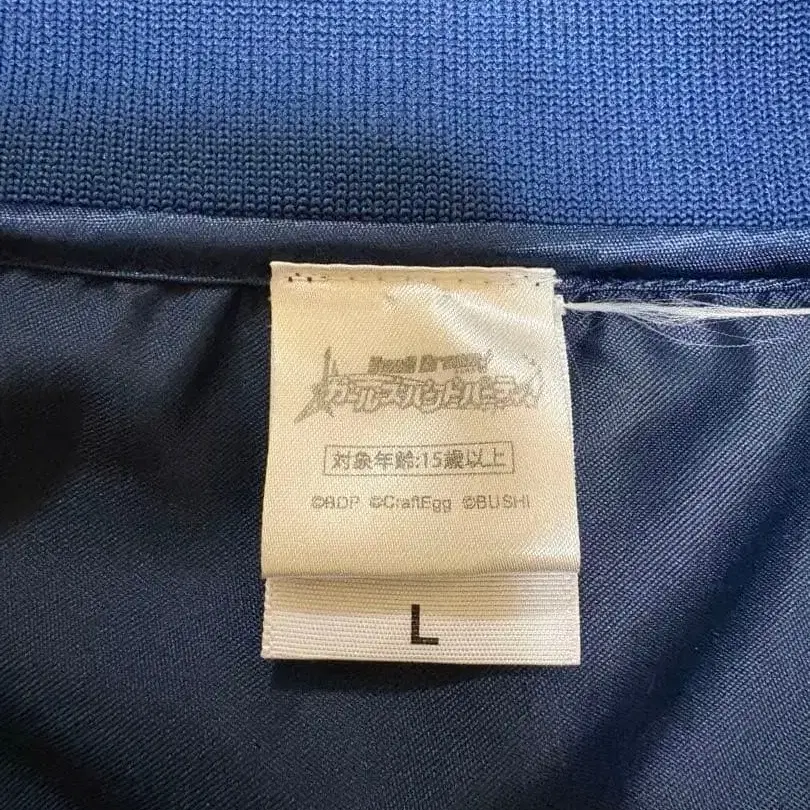 BanG Dream!
ガールズバンドパーティ!
対象年齢:15歳以上
©BDP ©CraftEgg ©BUSHI
L